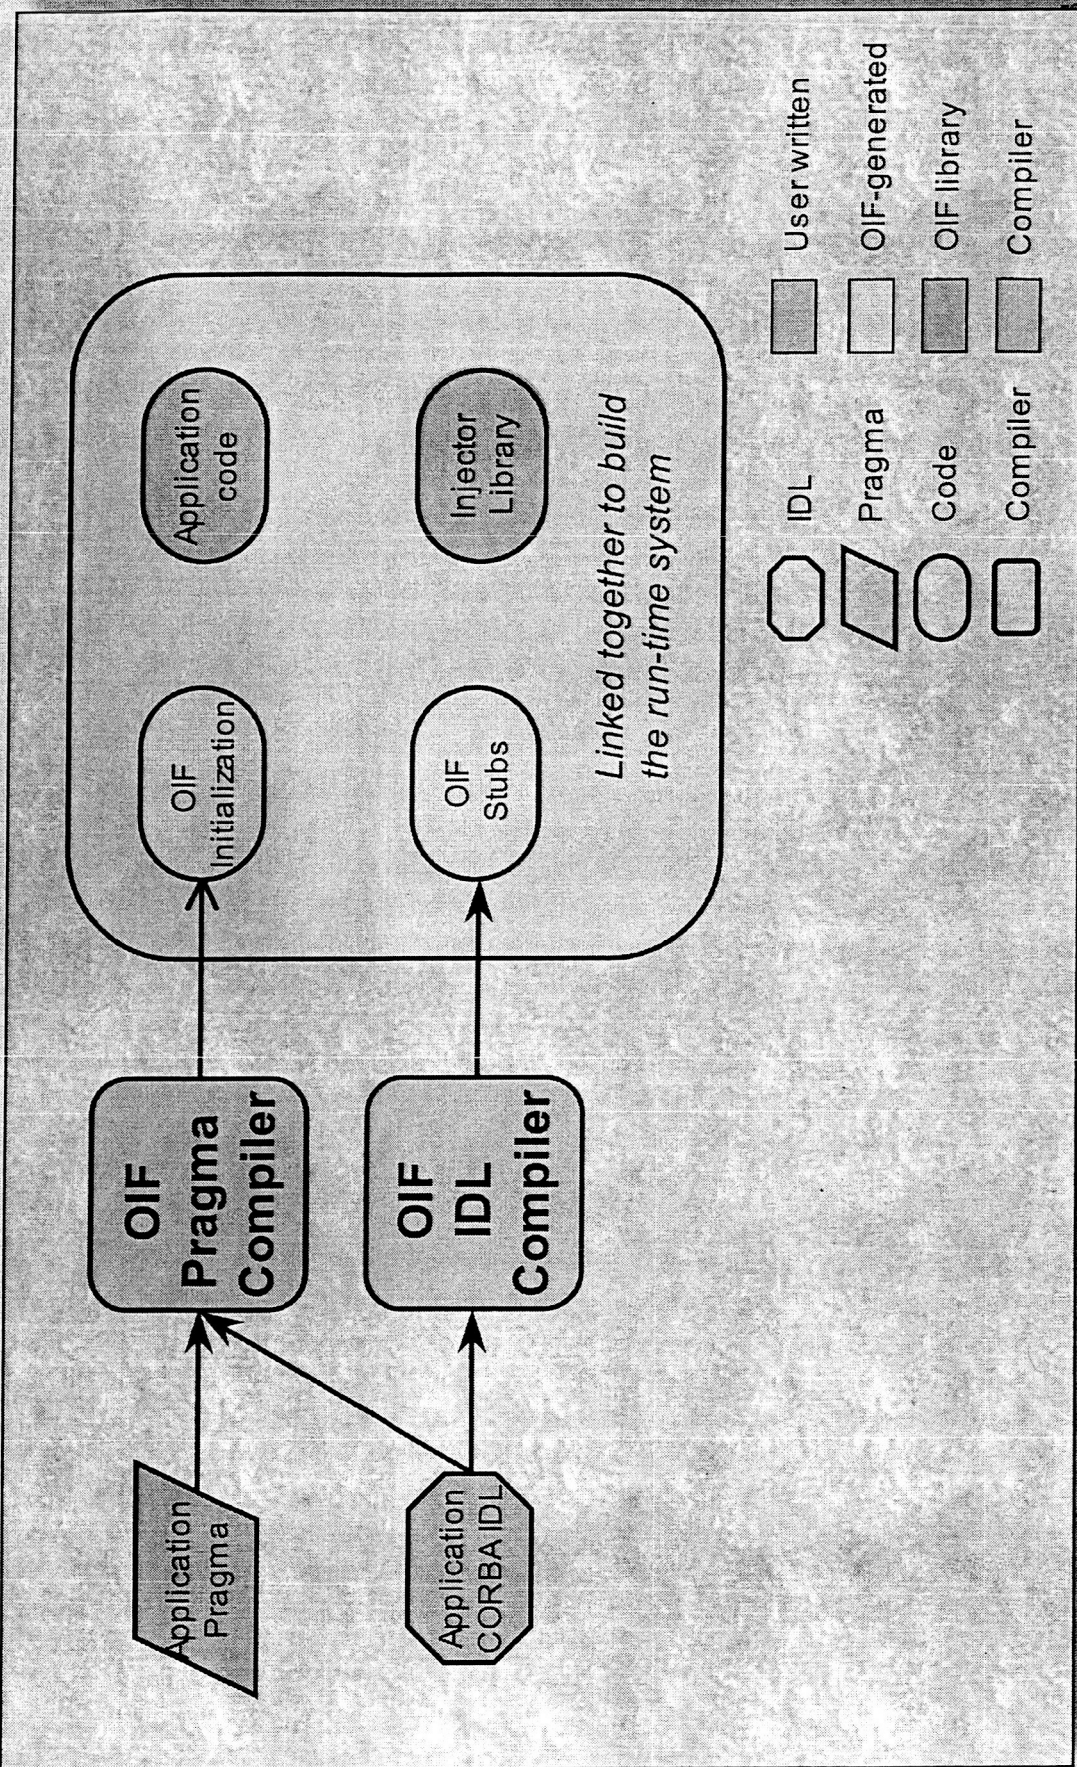 Application
Pragma
OIF
Pragma
Compiler
OIF
Initialization
Application
code
Application
CORBA IDL
OIF
IDL
Compiler
OIF
Stubs
Injector
Library
Linked together to build
the run-time system
IDL
User written
Pragma
OIF-generated
Code
OIF library
Compiler
Compiler